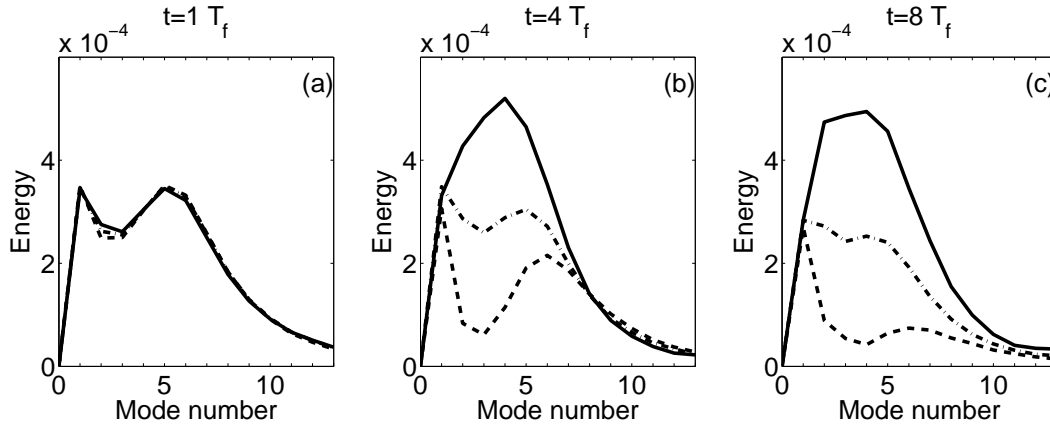 t=1 T_f
x 10^-4
(a)
Energy
4
2
0
0 5 10
Mode number
t=4 T_f
x 10^-4
(b)
Energy
4
2
0
0 5 10
Mode number
t=8 T_f
x 10^-4
(c)
Energy
4
2
0
0 5 10
Mode number